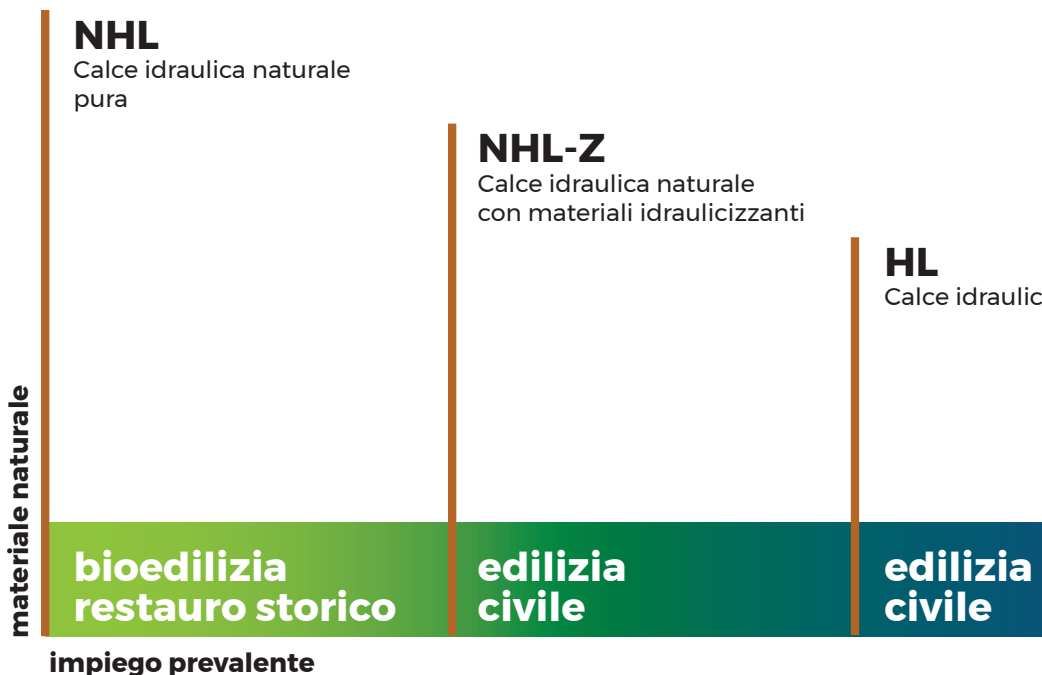 NHL
Calce idraulica naturale
pura
NHL-Z
Calce idraulica naturale
con materiali idraulicizzanti
HL
Calce idraulic
materiale naturale
bioedilizia
restauro storico
edilizia
civile
edilizia
civile
impiego prevalente